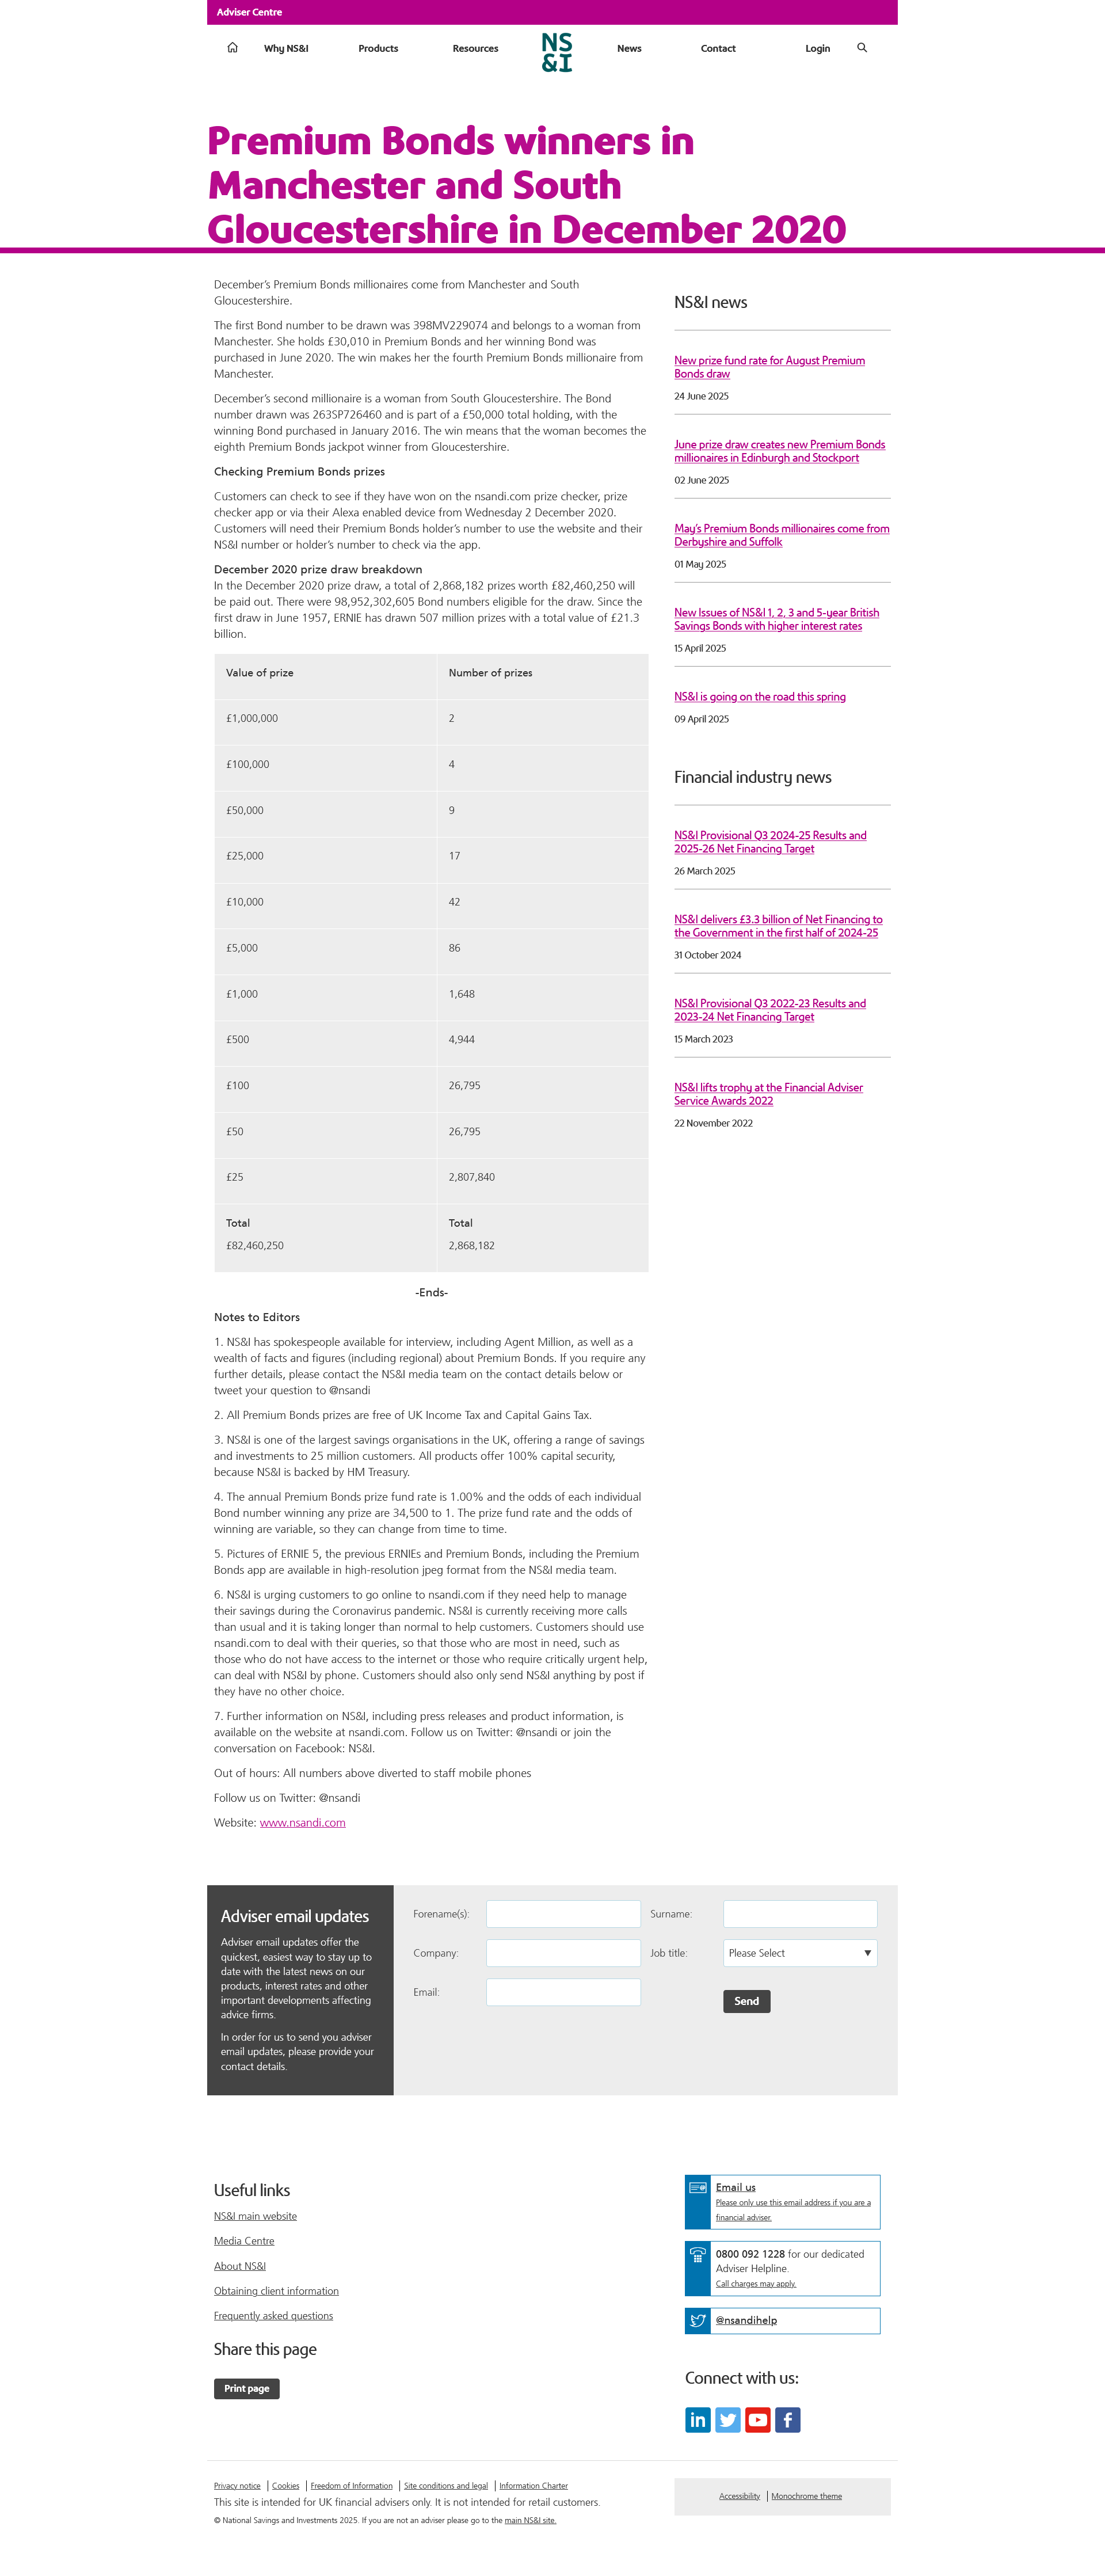 Adviser Centre
Why NS&I
Products
Resources
NS
&I
News
Contact
Login
Premium Bonds winners in
Manchester and South
Gloucestershire in December 2020
December's Premium Bonds millionaires come from Manchester and South
Gloucestershire.
The first Bond number to be drawn was 398MV229074 and belongs to a woman from
Manchester. She holds £30,010 in Premium Bonds and her winning Bond was
purchased in June 2020. The win makes her the fourth Premium Bonds millionaire from
Manchester.
December's second millionaire is a woman from South Gloucestershire. The Bond
number drawn was 263SP726460 and is part of a £50,000 total holding, with the
winning Bond purchased in January 2016. The win means that the woman becomes the
eighth Premium Bonds jackpot winner from Gloucestershire.
Checking Premium Bonds prizes
Customers can check to see if they have won on the nsandi.com prize checker, prize
checker app or via their Alexa enabled device from Wednesday 2 December 2020.
Customers will need their Premium Bonds holder's number to use the website and their
NS&I number or holder's number to check via the app.
December 2020 prize draw breakdown
In the December 2020 prize draw, a total of 2,868,182 prizes worth £82,460,250 will
be paid out. There were 98,952,302,605 Bond numbers eligible for the draw. Since the
first draw in June 1957, ERNIE has drawn 507 million prizes with a total value of £21.3
billion.
Value of prize
Number of prizes
£1,000,000
2
£100,000
4
£50,000
9
£25,000
17
£10,000
42
£5,000
86
£1,000
1,648
£500
4,944
£100
26,795
£50
26,795
£25
2,807,840
Total
Total
£82,460,250
2,868,182
-Ends-
Notes to Editors
1. NS&I has spokespeople available for interview, including Agent Million, as well as a
wealth of facts and figures (including regional) about Premium Bonds. If you require any
further details, please contact the NS&I media team on the contact details below or
tweet your question to @nsandi
2. All Premium Bonds prizes are free of UK Income Tax and Capital Gains Tax.
3. NS&I is one of the largest savings organisations in the UK, offering a range of savings
and investments to 25 million customers. All products offer 100% capital security,
because NS&I is backed by HM Treasury.
4. The annual Premium Bonds prize fund rate is 1.00% and the odds of each individual
Bond number winning any prize are 34,500 to 1. The prize fund rate and the odds of
winning are variable, so they can change from time to time.
5. Pictures of ERNIE 5, the previous ERNIEs and Premium Bonds, including the Premium
Bonds app are available in high-resolution jpeg format from the NS&I media team.
6. NS&I is urging customers to go online to nsandi.com if they need help to manage
their savings during the Coronavirus pandemic. NS&I is currently receiving more calls
than usual and it is taking longer than normal to help customers. Customers should use
nsandi.com to deal with their queries, so that those who are most in need, such as
those who do not have access to the internet or those who require critically urgent help,
can deal with NS&I by phone. Customers should also only send NS&I anything by post if
they have no other choice.
7. Further information on NS&I, including press releases and product information, is
available on the website at nsandi.com. Follow us on Twitter: @nsandi or join the
conversation on Facebook: NS&I.
Out of hours: All numbers above diverted to staff mobile phones
Follow us on Twitter: @nsandi
Website: www.nsandi.com
NS&I news
New prize fund rate for August Premium
Bonds draw
24 June 2025
June prize draw creates new Premium Bonds
millionaires in Edinburgh and Stockport
02 June 2025
May's Premium Bonds millionaires come from
Derbyshire and Suffolk
01 May 2025
New Issues of NS&I 1, 2, 3 and 5-year British
Savings Bonds with higher interest rates
15 April 2025
NS&I is going on the road this spring
09 April 2025
Financial industry news
NS&I Provisional Q3 2024-25 Results and
2025-26 Net Financing Target
26 March 2025
NS&I delivers £3.3 billion of Net Financing to
the Government in the first half of 2024-25
31 October 2024
NS&I Provisional Q3 2022-23 Results and
2023-24 Net Financing Target
15 March 2023
NS&I lifts trophy at the Financial Adviser
Service Awards 2022
22 November 2022
Adviser email updates
Adviser email updates offer the
quickest, easiest way to stay up to
date with the latest news on our
products, interest rates and other
important developments affecting
advice firms.
In order for us to send you adviser
email updates, please provide your
contact details.
Forename(s):
Surname:
Company:
Job title:
Please Select
Email:
Send
Useful links
NS&I main website
Media Centre
About NS&I
Obtaining client information
Frequently asked questions
Share this page
Print page
Email us
Please only use this email address if you are a
financial adviser.
0800 092 1228 for our dedicated
Adviser Helpline.
Call charges may apply.
@nsandihelp
Connect with us:
Privacy notice
Cookies
Freedom of Information
Site conditions and legal
Information Charter
This site is intended for UK financial advisers only. It is not intended for retail customers.
© National Savings and Investments 2025. If you are not an adviser please go to the main NS&I site.
Accessibility
Monochrome theme